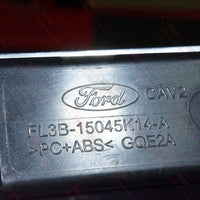 Ford CAV2
FL3B-15045K14-A
>PC+ABS< GQE2A